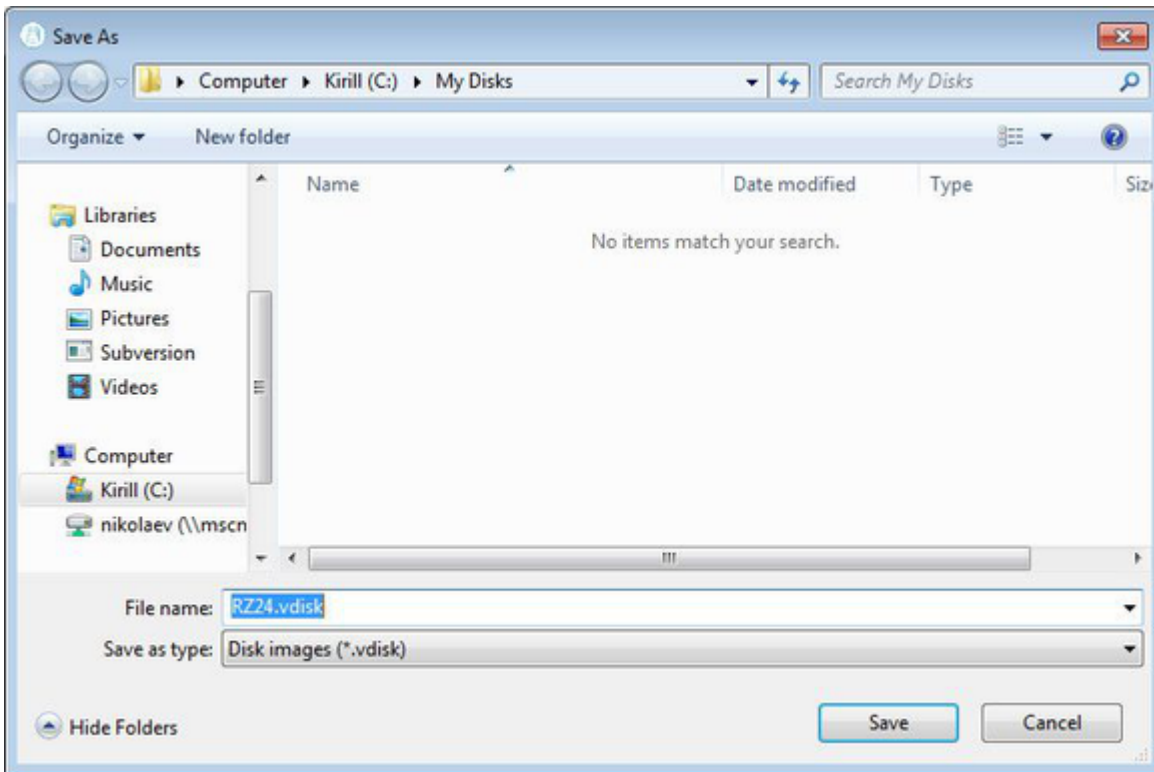 Save As
Computer Kirill (C:) My Disks Search My Disks
Organize New folder
Name Date modified Type Siz
No items match your search.
Libraries
Documents
Music
Pictures
Subversion
Videos
Computer
Kirill (C:)
nikolaev (\\mscn
File name: RZ24.vdisk
Save as type: Disk images (*.vdisk)
Hide Folders Save Cancel